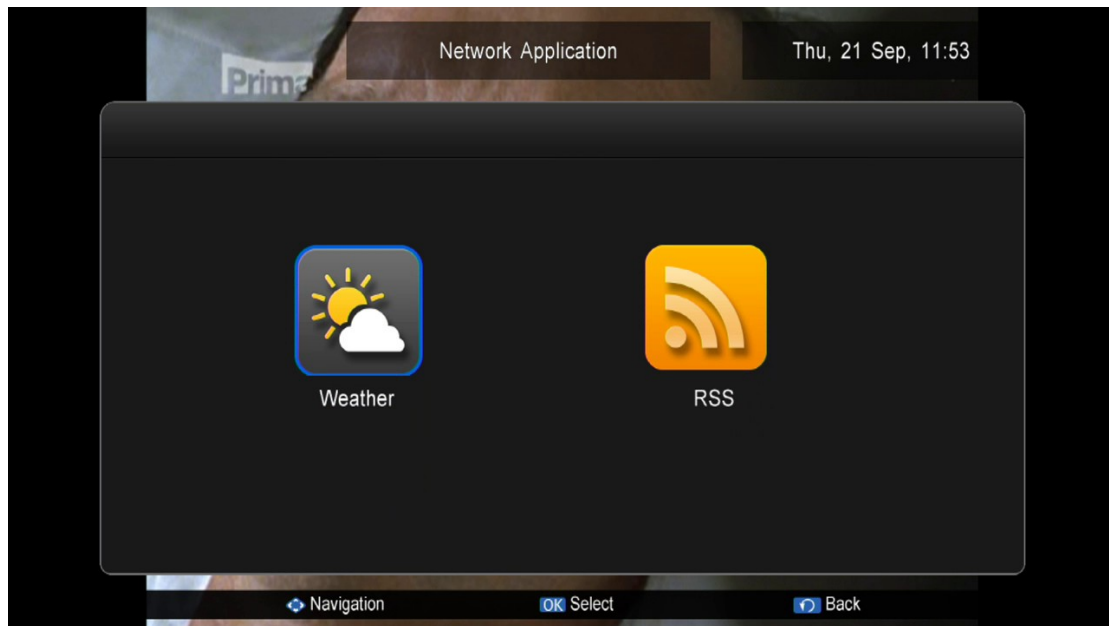 Network Application
Thu, 21 Sep, 11:53
Prima
Weather
RSS
Navigation
OK Select
Back